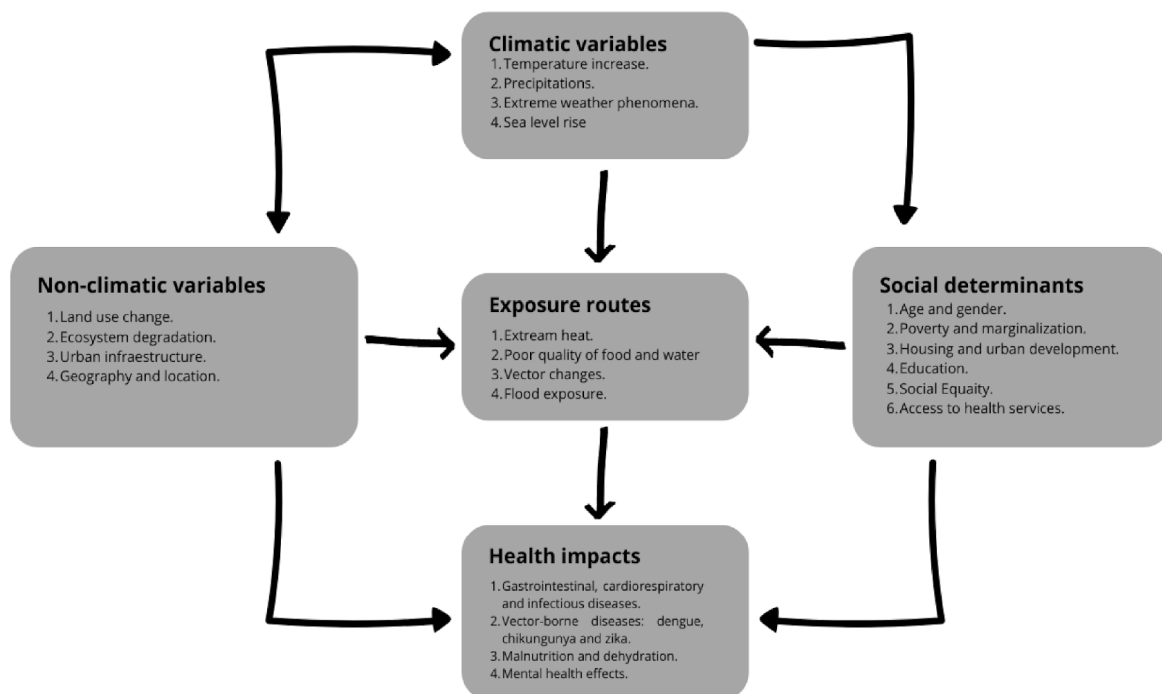 Climatic variables
1. Temperature increase.
2. Precipitations.
3. Extreme weather phenomena.
4. Sea level rise
Non-climatic variables
1. Land use change.
2. Ecosystem degradation.
3. Urban infraestructure.
4. Geography and location.
Exposure routes
1. Extream heat.
2. Poor quality of food and water
3. Vector changes.
4. Flood exposure.
Social determinants
1. Age and gender.
2. Poverty and marginalization.
3. Housing and urban development.
4. Education.
5. Social Equaity.
6. Access to health services.
Health impacts
1. Gastrointestinal, cardiorespiratory
and infectious diseases.
2. Vector-borne diseases: dengue,
chikungunya and zika.
3. Malnutrition and dehydration.
4. Mental health effects.